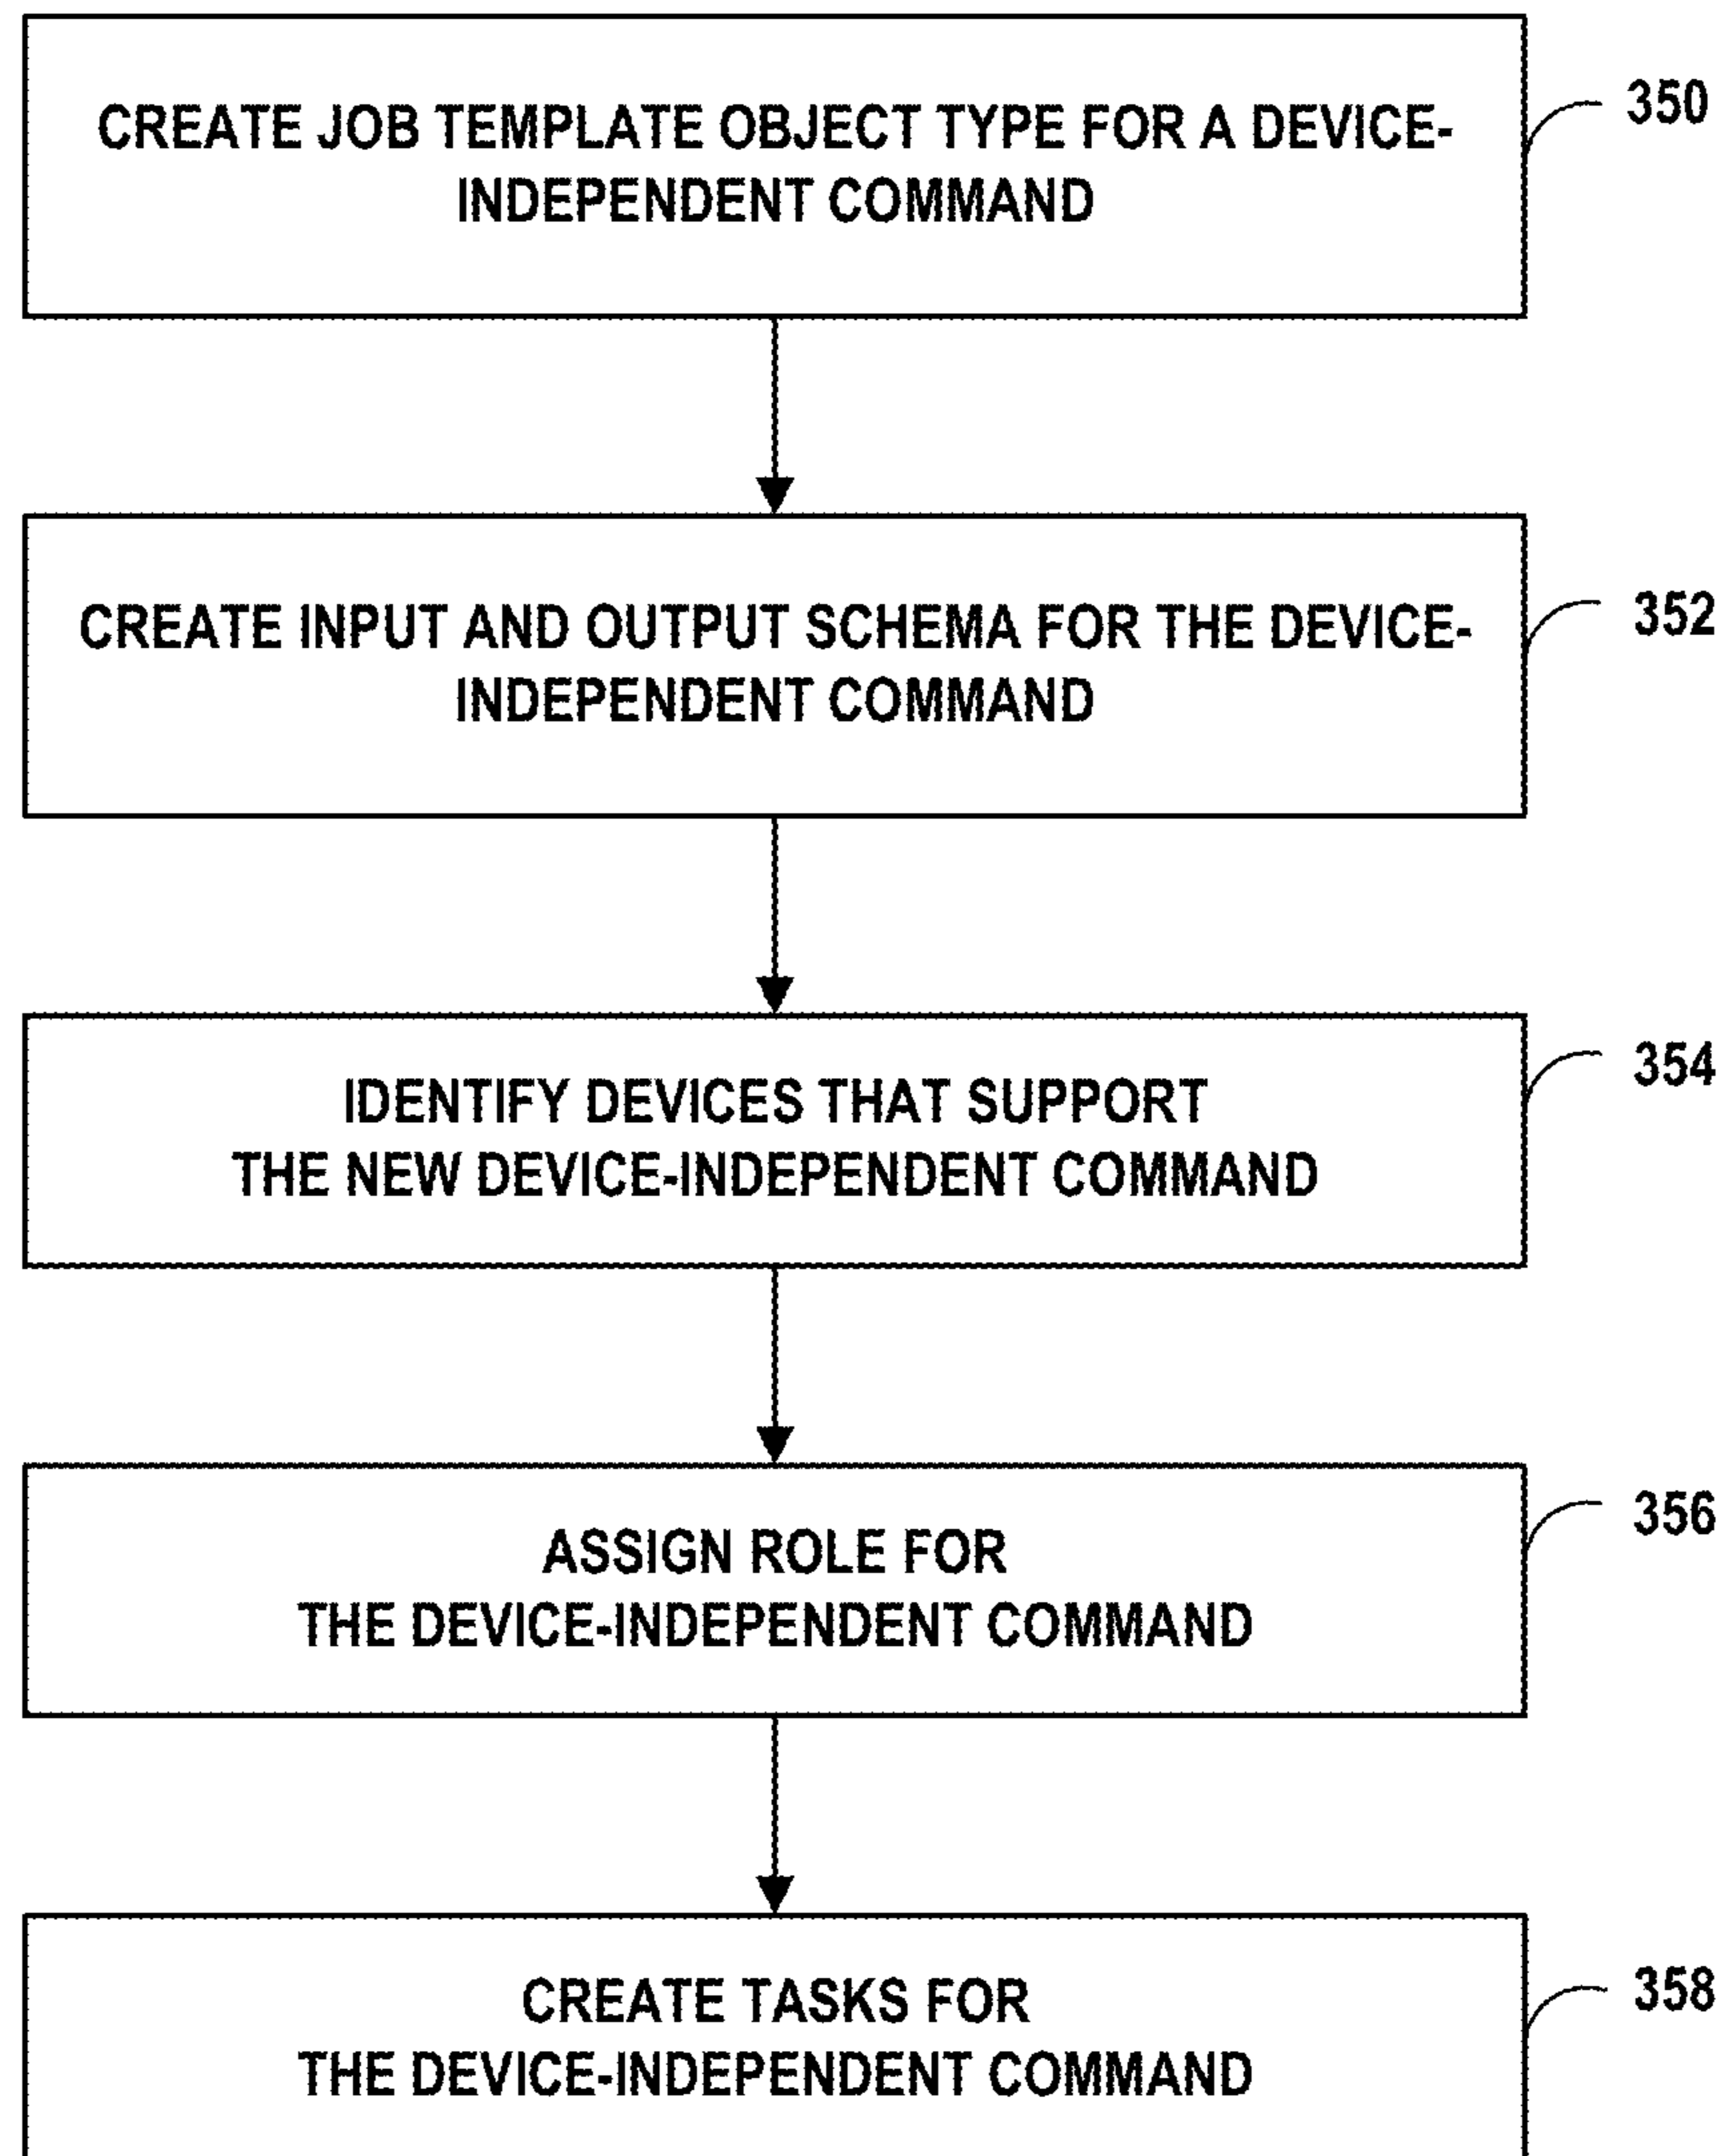 CREATE JOB TEMPLATE OBJECT TYPE FOR A DEVICE-
INDEPENDENT COMMAND
350
CREATE INPUT AND OUTPUT SCHEMA FOR THE DEVICE-
INDEPENDENT COMMAND
352
IDENTIFY DEVICES THAT SUPPORT
THE NEW DEVICE-INDEPENDENT COMMAND
354
ASSIGN ROLE FOR
THE DEVICE-INDEPENDENT COMMAND
356
CREATE TASKS FOR
THE DEVICE-INDEPENDENT COMMAND
358